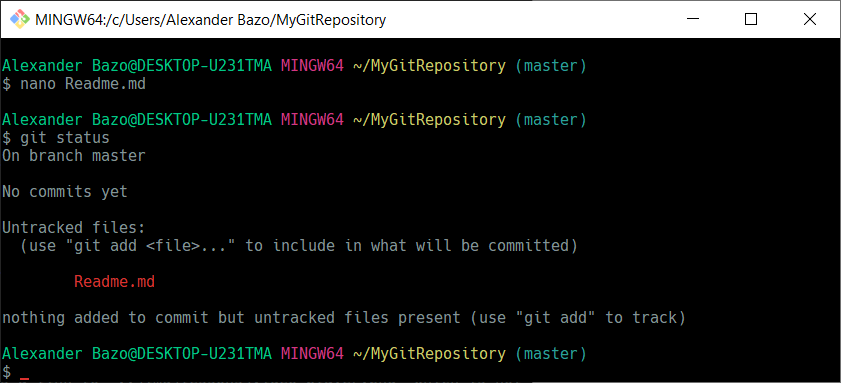 MINGW64:/c/Users/Alexander Bazo/MyGitRepository
Alexander Bazo@DESKTOP-U231TMA MINGW64 ~/MyGitRepository (master)
$ nano Readme.md
Alexander Bazo@DESKTOP-U231TMA MINGW64 ~/MyGitRepository (master)
$ git status
On branch master
No commits yet
Untracked files:
(use "git add <file>..." to include in what will be committed)
Readme.md
nothing added to commit but untracked files present (use "git add" to track)
Alexander Bazo@DESKTOP-U231TMA MINGW64 ~/MyGitRepository (master)
$ _